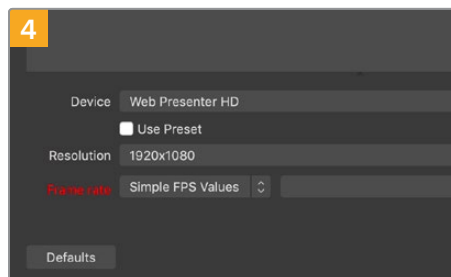 4
Device Web Presenter HD
Use Preset
Resolution 1920x1080
Frame rate Simple FPS Values
Defaults